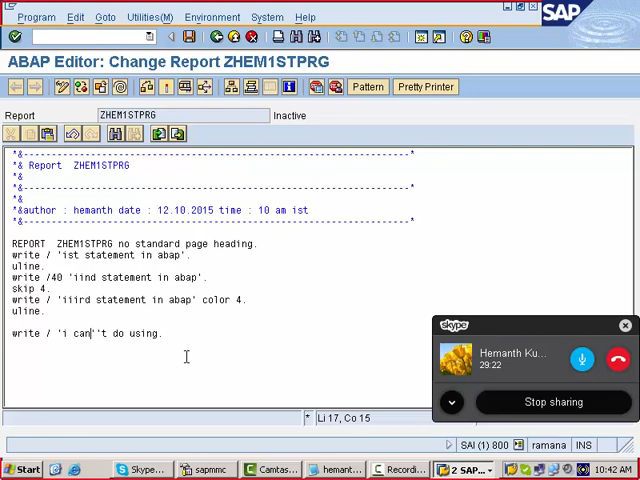 Program Edit Goto Utilities(M) Environment System Help
SAP
ABAP Editor: Change Report ZHEM1STPRG
Pattern Pretty Printer
Report ZHEM1STPRG Inactive
*&---------------------------------------------------------------------*
*& Report  ZHEM1STPRG
*&
*&---------------------------------------------------------------------*
*&
*&author : hemanth date : 12.10.2015 time : 10 am ist
*&---------------------------------------------------------------------*
REPORT  ZHEM1STPRG no standard page heading.
write / 'ist statement in abap'.
uline.
write /40 'iind statement in abap'.
skip 4.
write / 'iiird statement in abap' color 4.
uline.
write / 'i can''t do using.
skype
Hemanth Ku...
29:22
Stop sharing
* Li 17, Co 15
SAI (1) 800 ramana INS
Start Skype... sapmmc Camtas... hemant... Recordi... 2 SAP... 10:42 AM